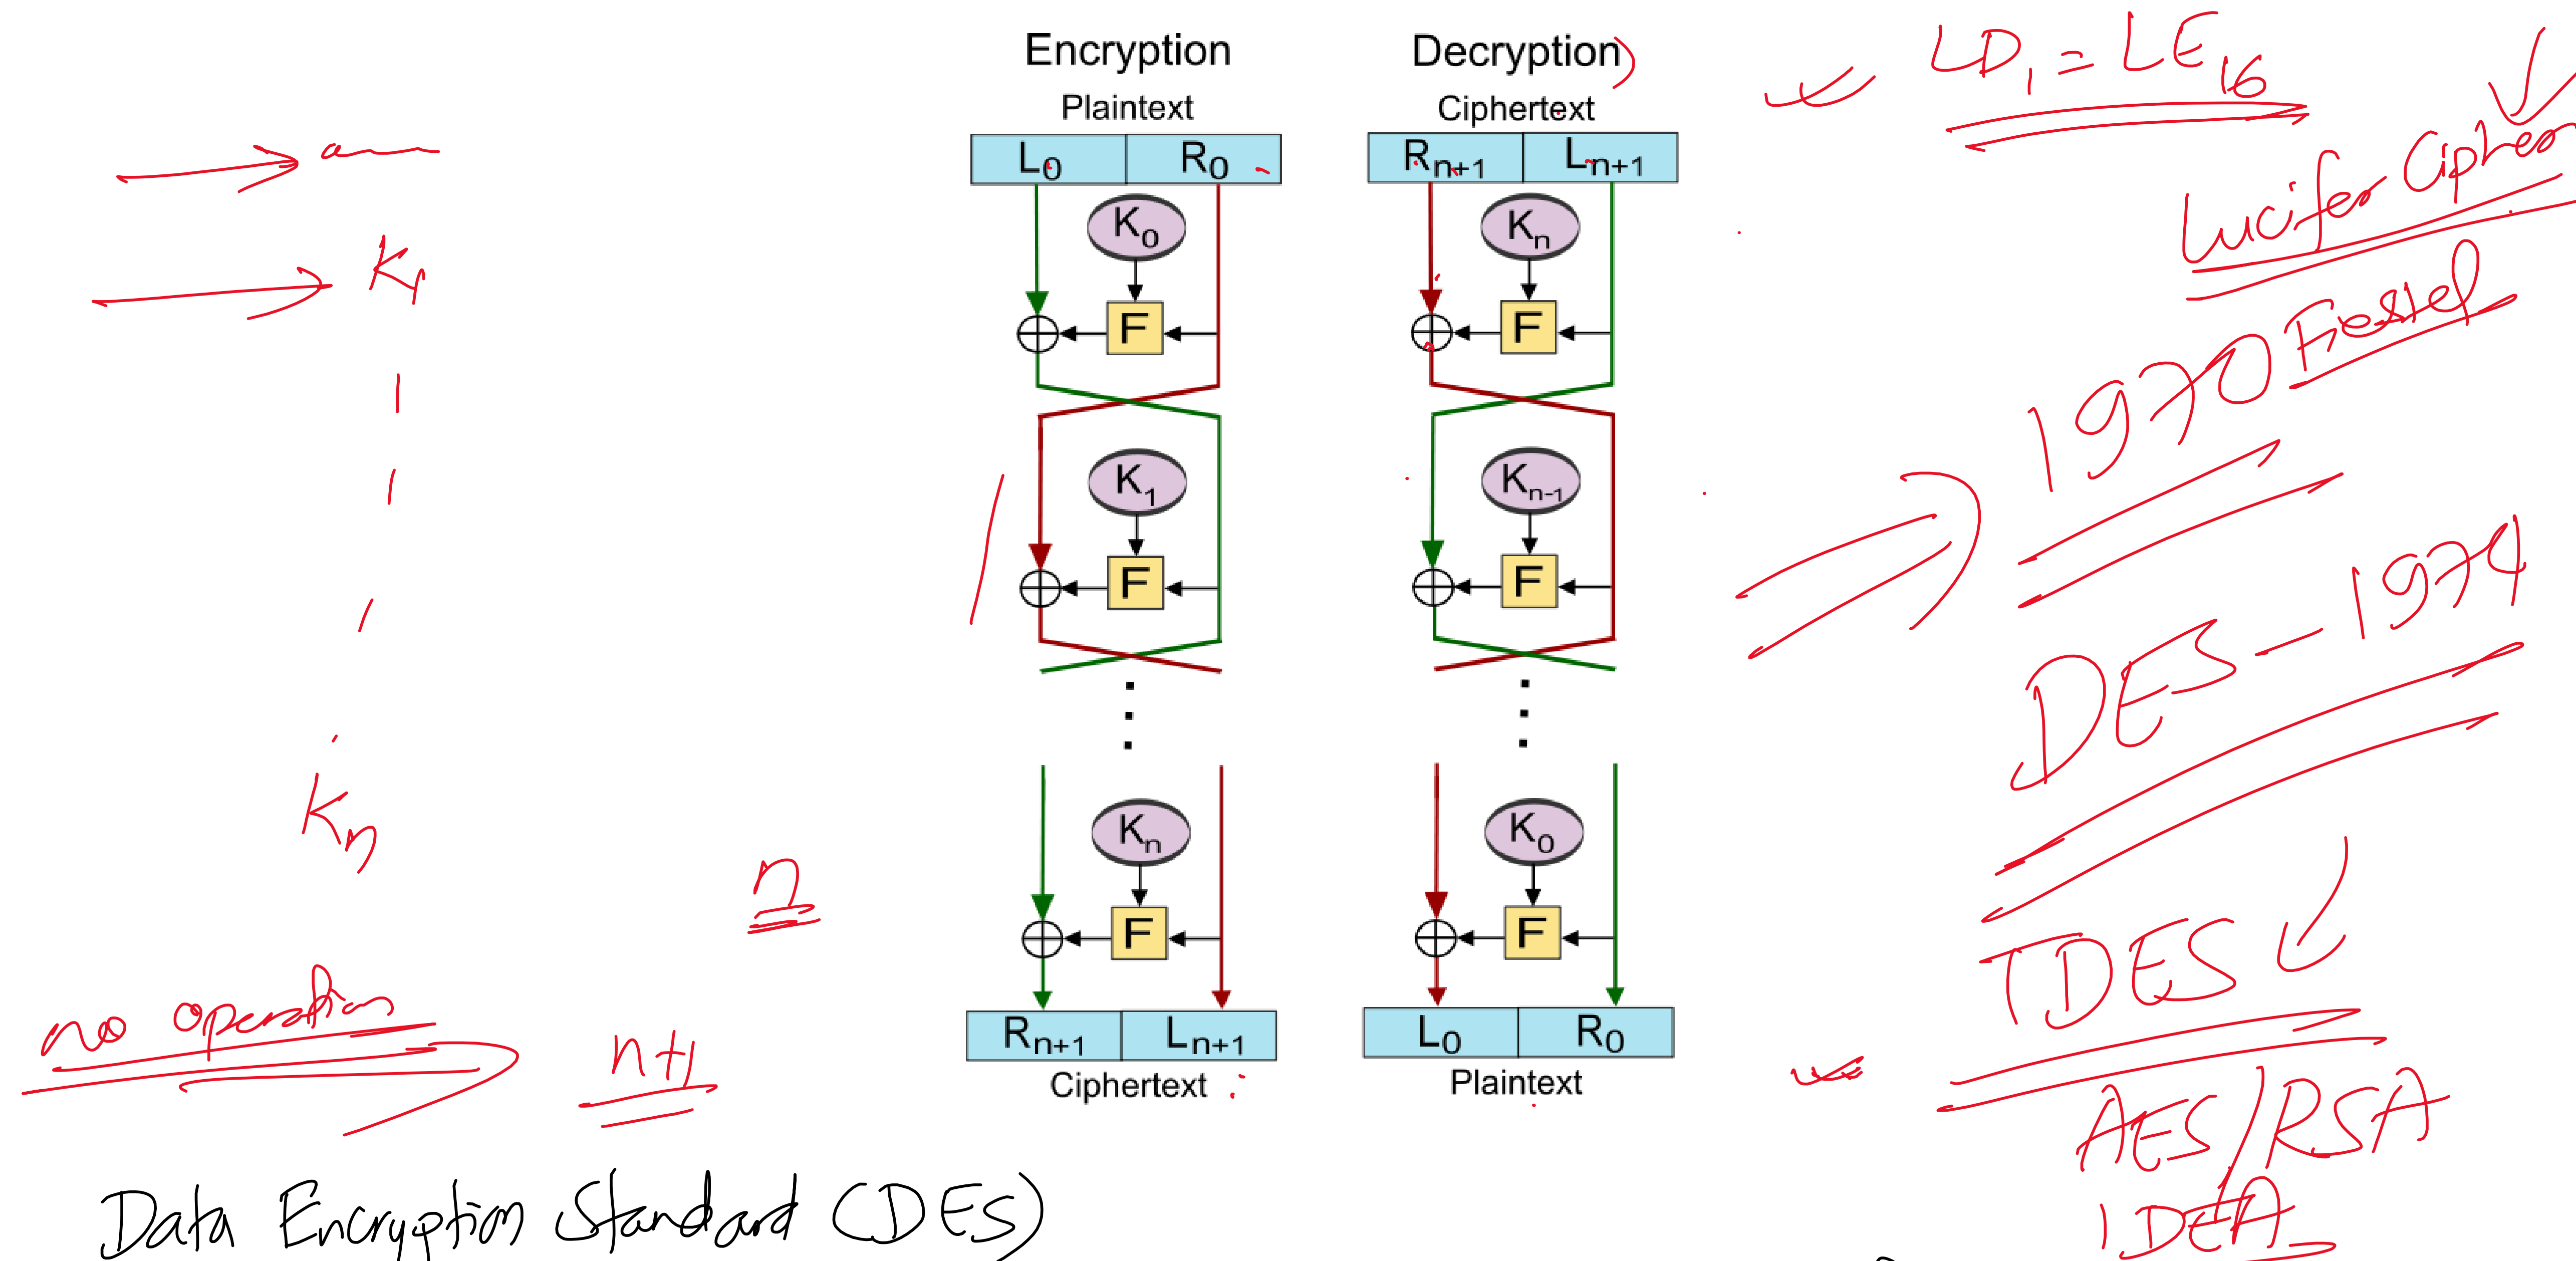 Encryption
Plaintext
L0 R0
K0
F
K1
F
Kn
F
Rn+1 Ln+1
Ciphertext
Decryption
Ciphertext
Rn+1 Ln+1
Kn
F
Kn-1
F
K0
F
L0 R0
Plaintext
K1
Kn
n
no operation
n+1
LD1 = LE16
Lucifer Cipher
1970
DES - 1974
TDES
AES / RSA
IDEA
Data Encryption Standard (DES)